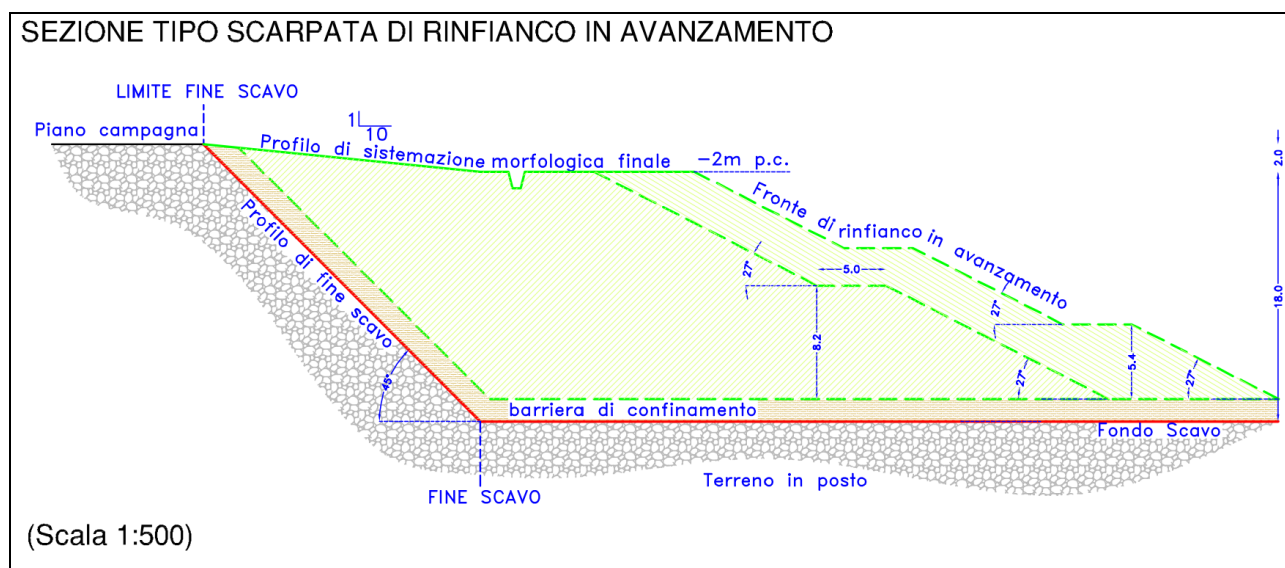 SEZIONE TIPO SCARPATA DI RINFIANCO IN AVANZAMENTO
LIMITE FINE SCAVO
1
10
Piano campagna
Profilo di sistemazione morfologica finale
-2m p.c.
2.0
Fronte di rinfianco in avanzamento
Profilo di fine scavo
27°
5.0
27°
18.0
8.2
5.4
27°
27°
45°
barriera di confinamento
Fondo Scavo
Terreno in posto
FINE SCAVO
(Scala 1:500)